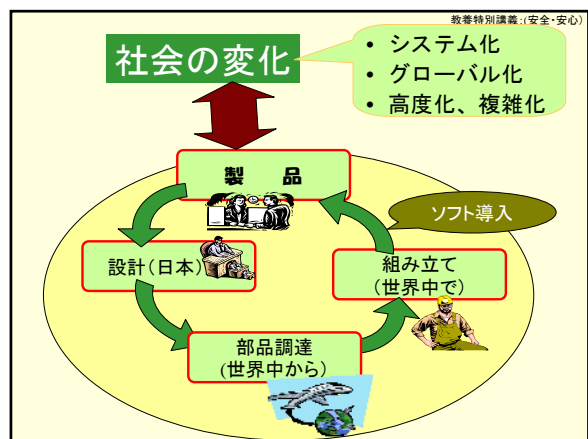 教養特別講義:(安全・安心)
社会の変化
• システム化
• グローバル化
• 高度化、複雑化
製 品
ソフト導入
設計(日本)
組み立て
(世界中で)
部品調達
(世界中から)